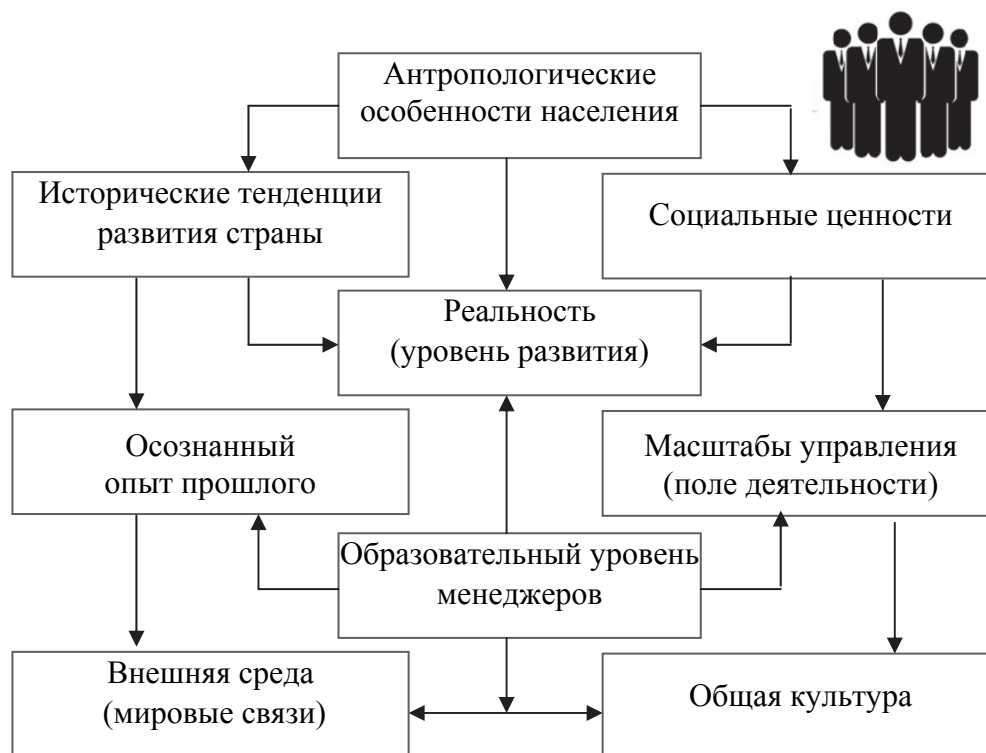 Антропологические
особенности населения
Исторические тенденции
развития страны
Социальные ценности
Реальность
(уровень развития)
Осознанный
опыт прошлого
Масштабы управления
(поле деятельности)
Образовательный уровень
менеджеров
Внешняя среда
(мировые связи)
Общая культура